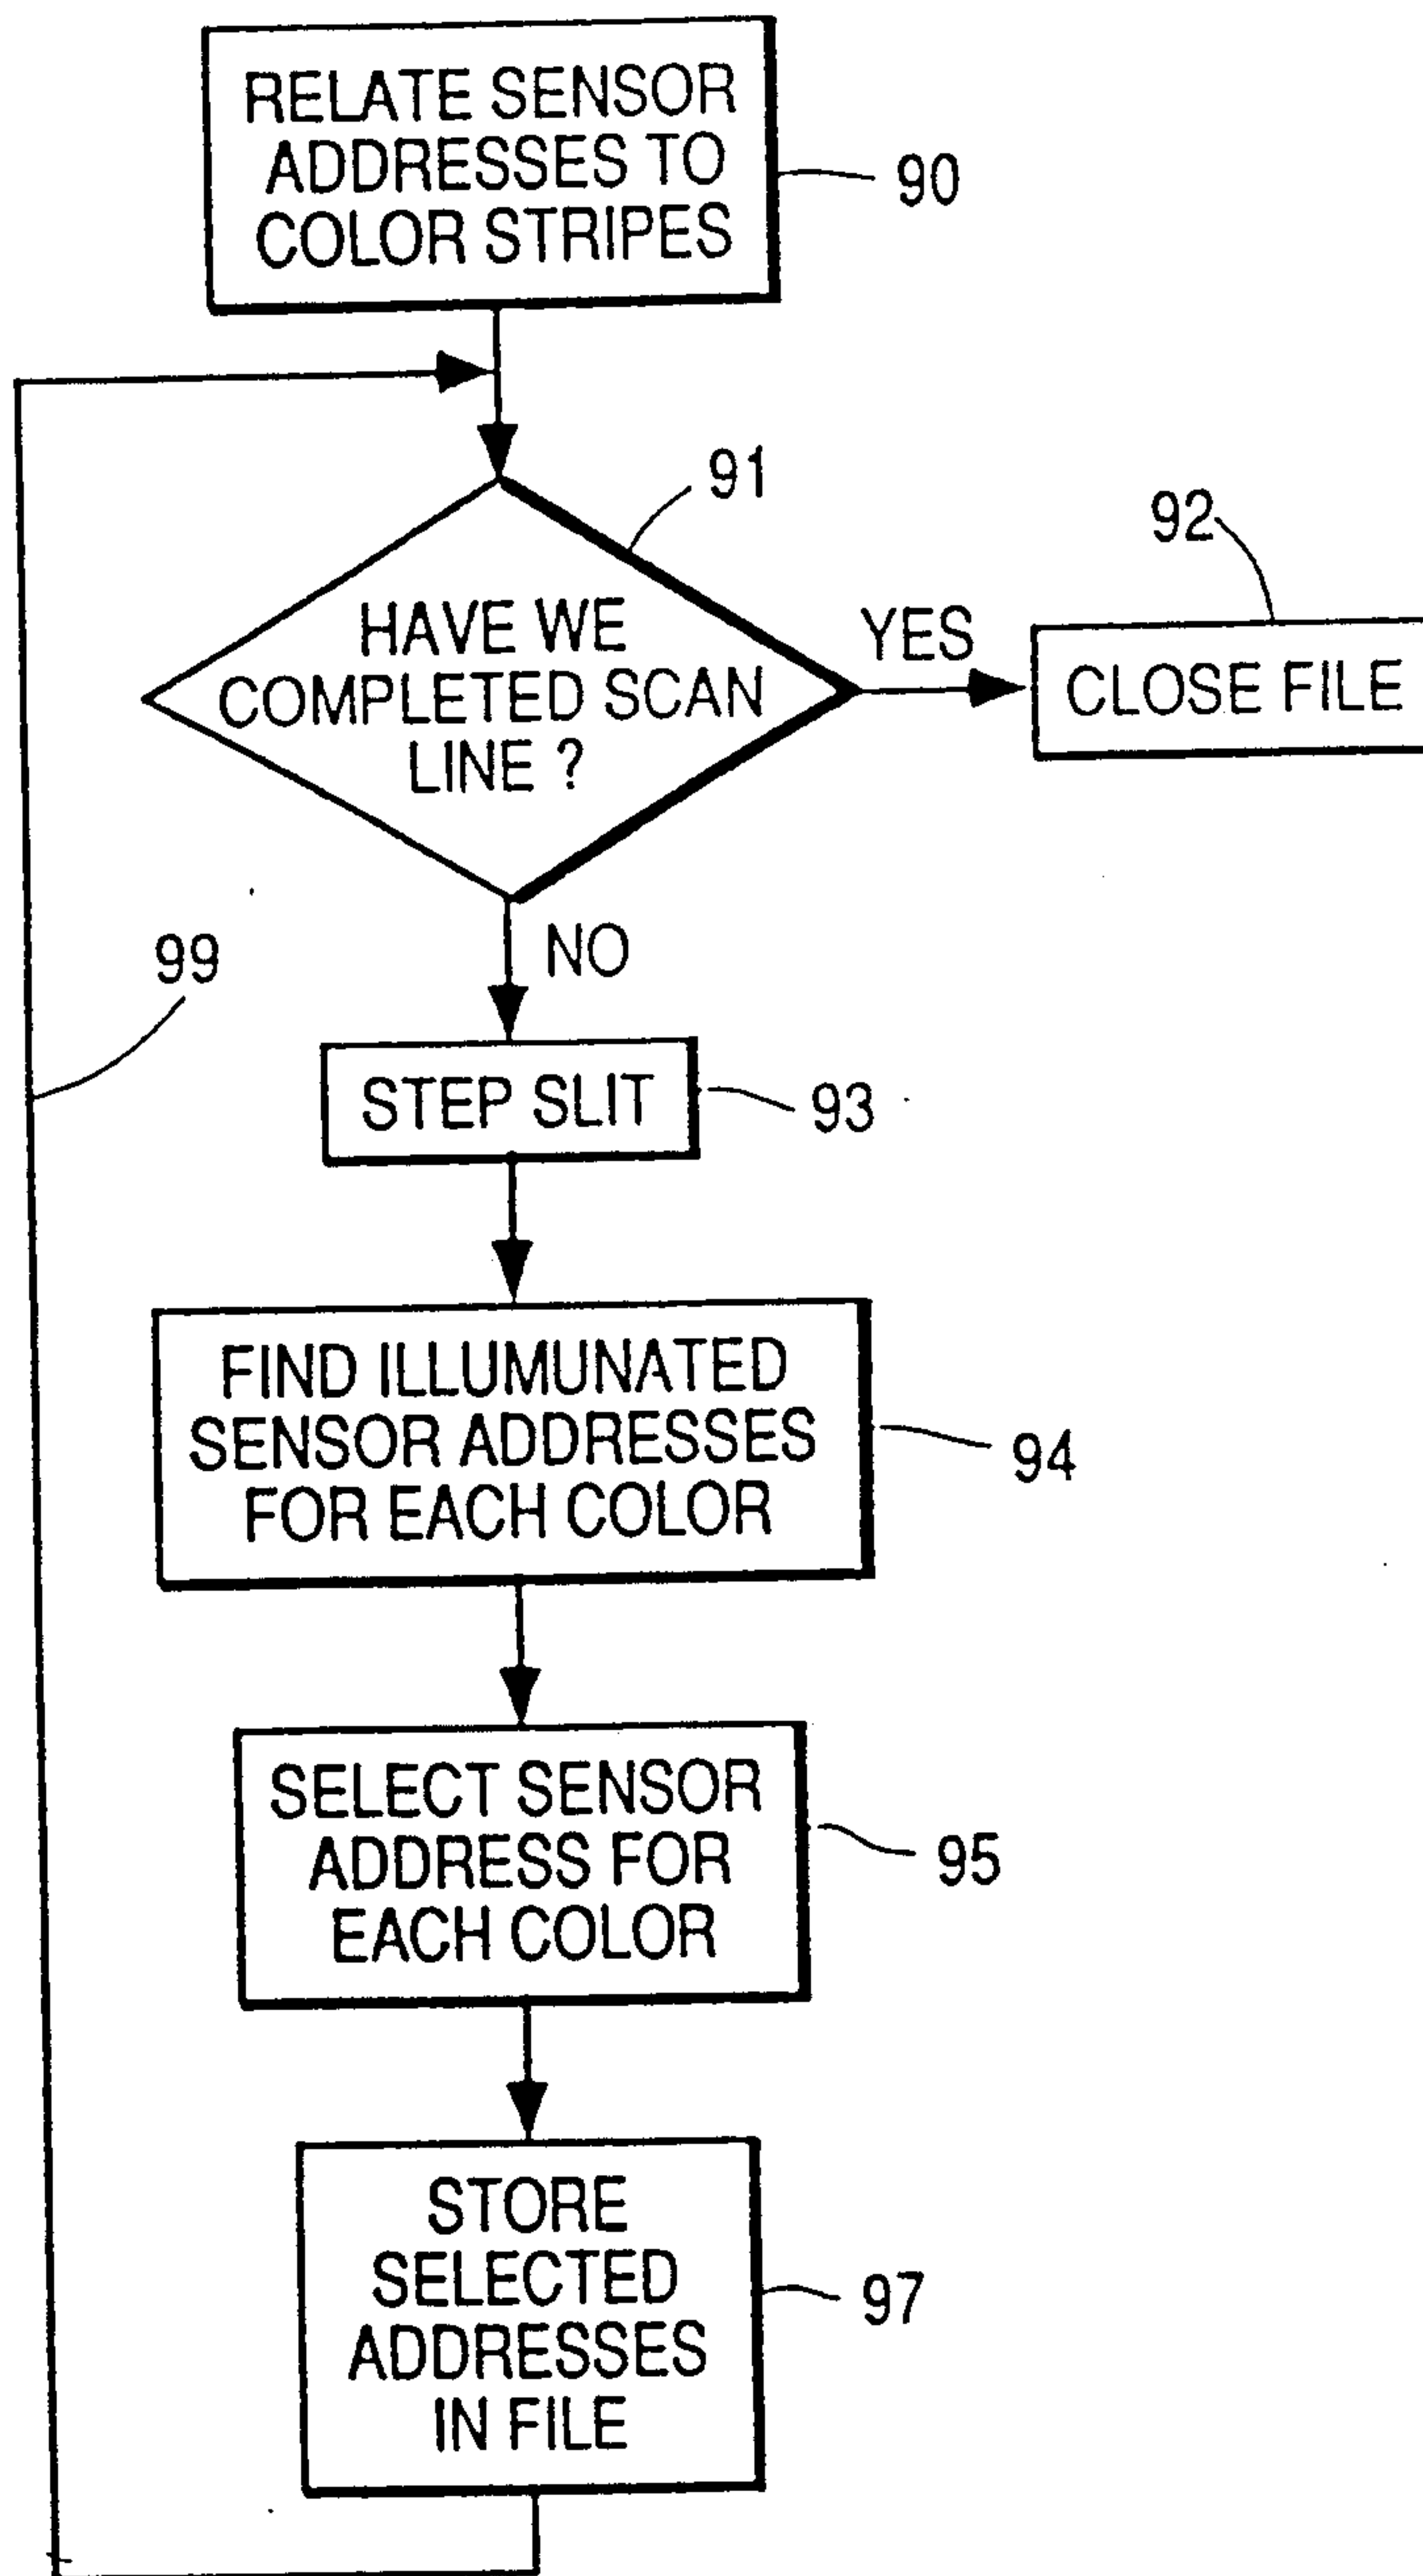 RELATE SENSOR
ADDRESSES TO
COLOR STRIPES
90
91
HAVE WE
COMPLETED SCAN
LINE ?
YES
92
CLOSE FILE
NO
99
STEP SLIT
93
FIND ILLUMUNATED
SENSOR ADDRESSES
FOR EACH COLOR
94
SELECT SENSOR
ADDRESS FOR
EACH COLOR
95
STORE
SELECTED
ADDRESSES
IN FILE
97